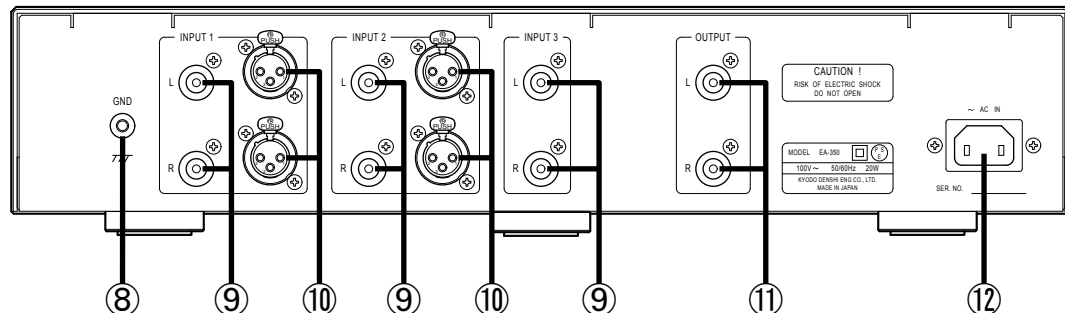 INPUT 1
INPUT 2
INPUT 3
OUTPUT
PUSH
PUSH
L
L
L
L
CAUTION !
RISK OF ELECTRIC SHOCK
DO NOT OPEN
GND
~ AC IN
PUSH
PUSH
R
R
R
R
MODEL EA-350 P S E
100V~ 50/60Hz 20W
KYODO DENSHI ENG CO., LTD.
MADE IN JAPAN
SER. NO.
⑧ ⑨ ⑩ ⑨ ⑩ ⑨ ⑪ ⑫